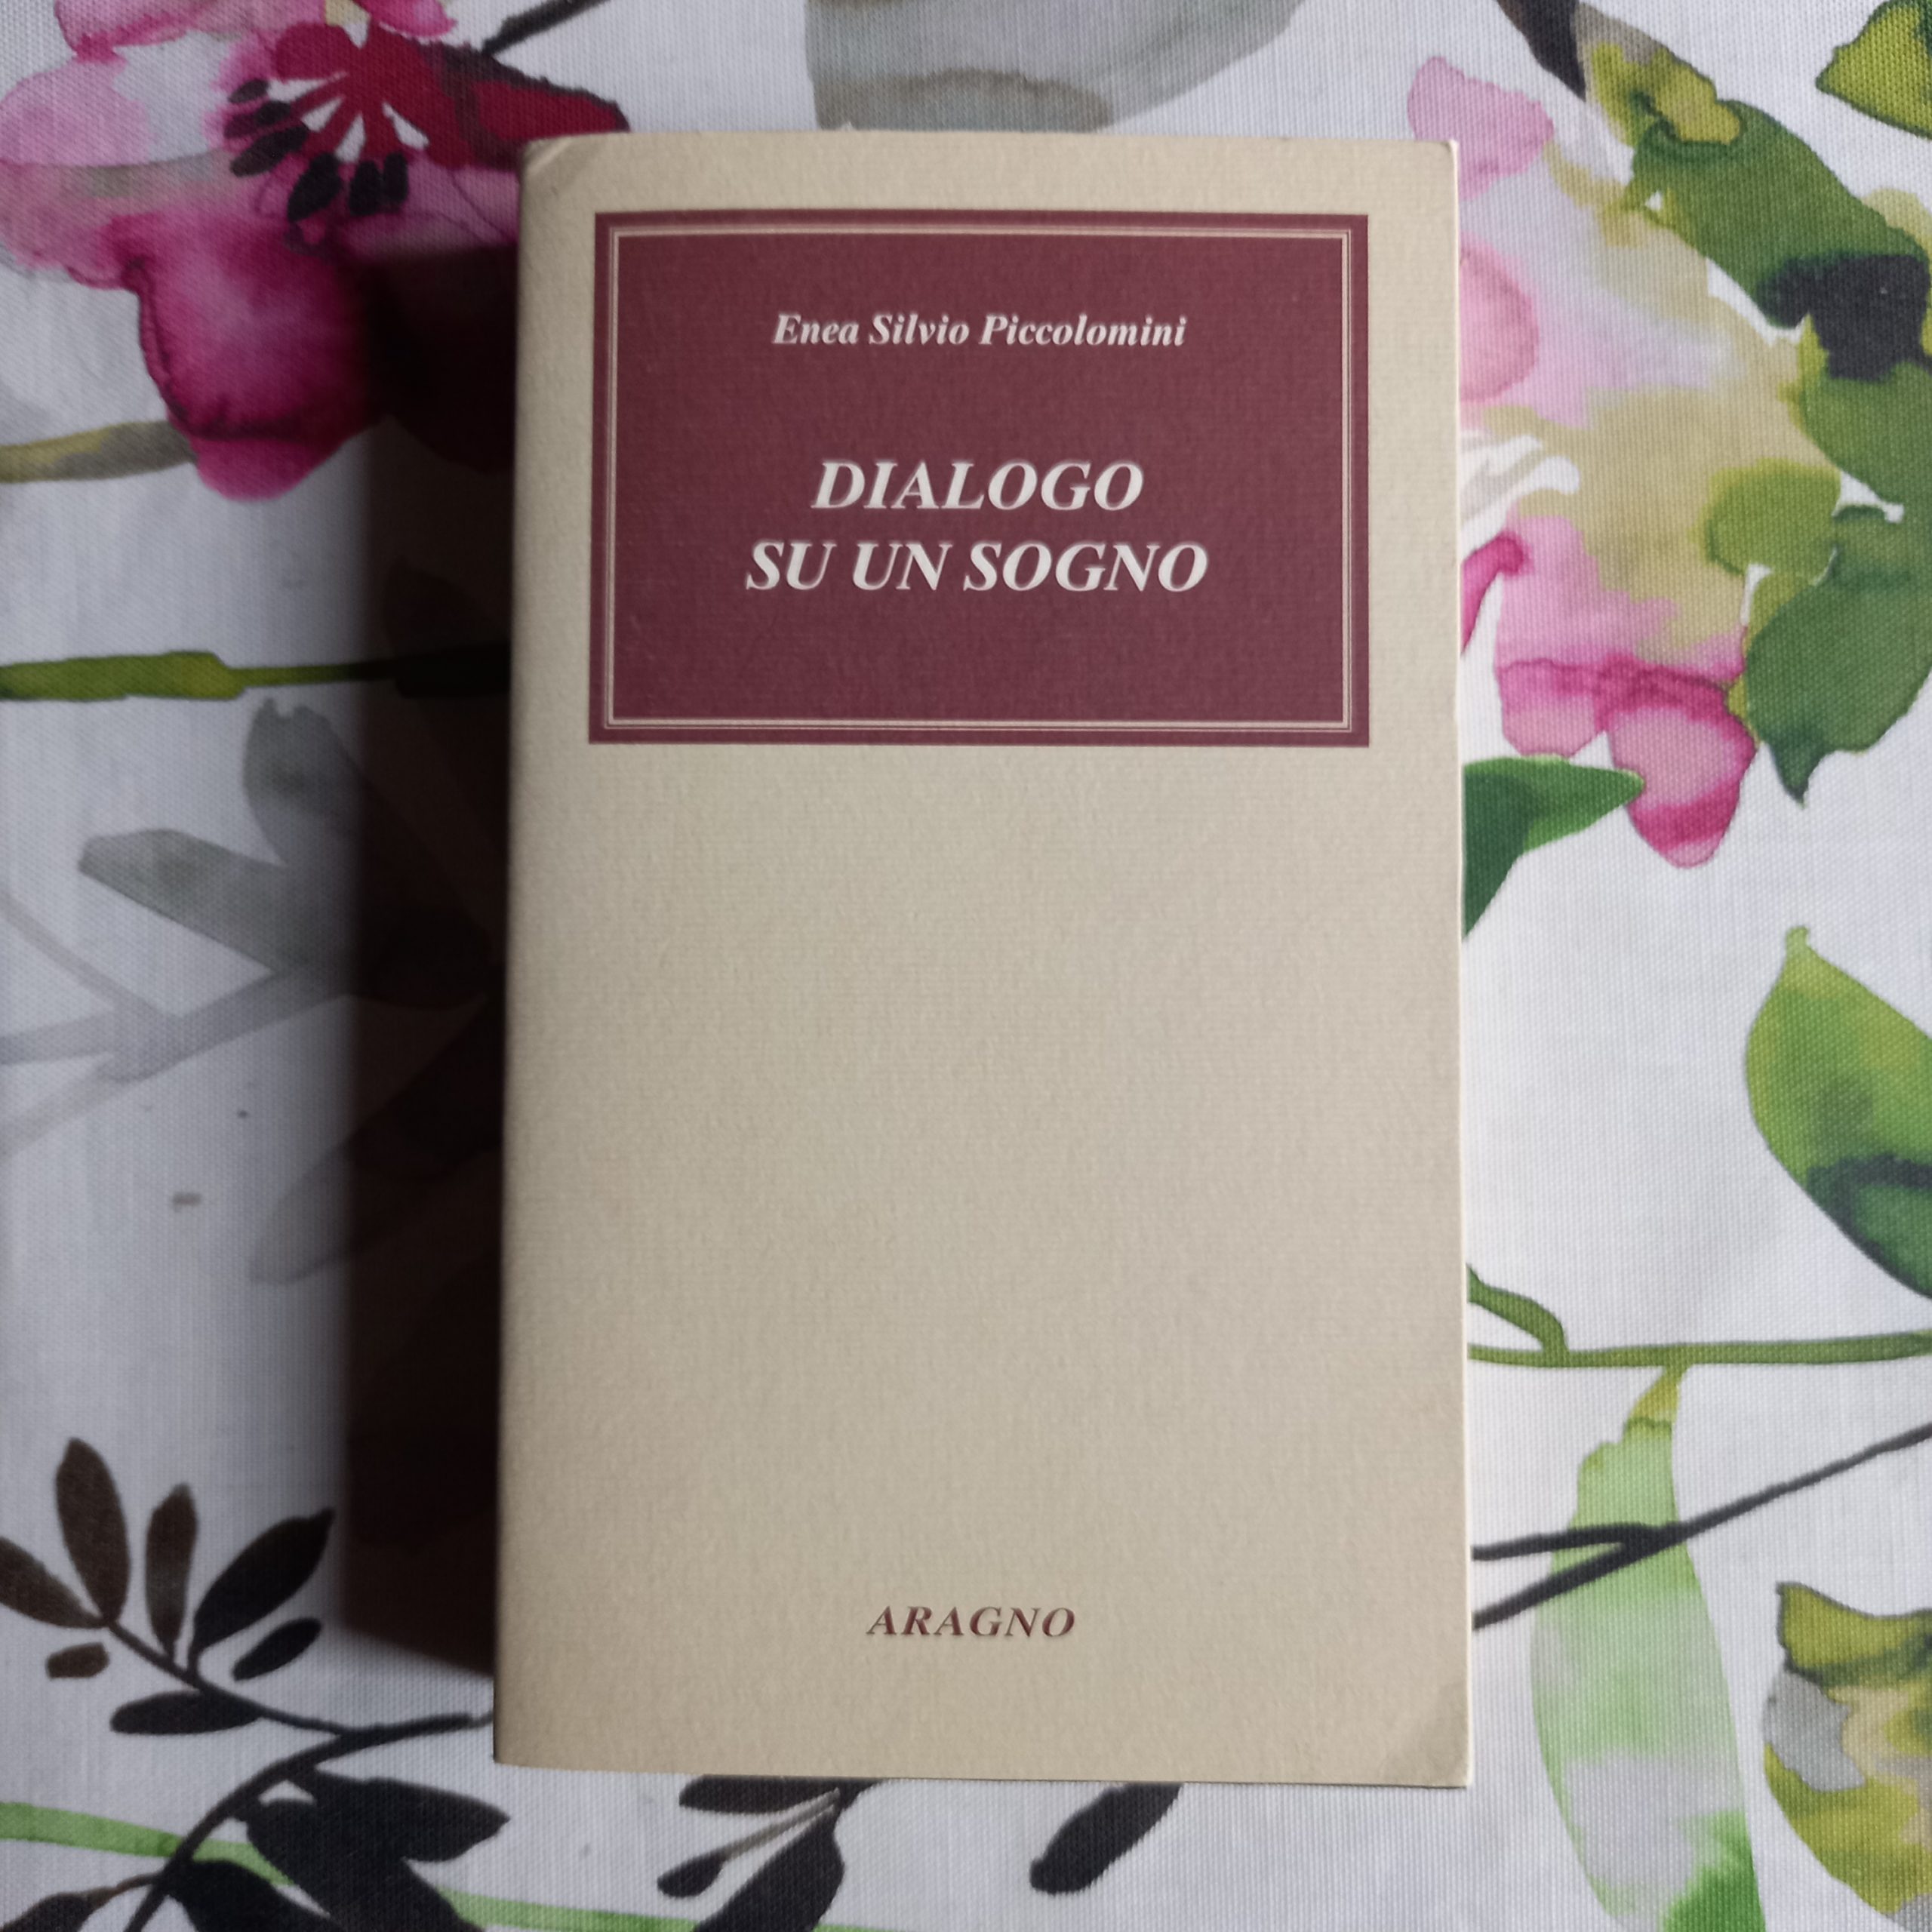 Enea Silvio Piccolomini
DIALOGO
SU UN SOGNO
ARAGNO